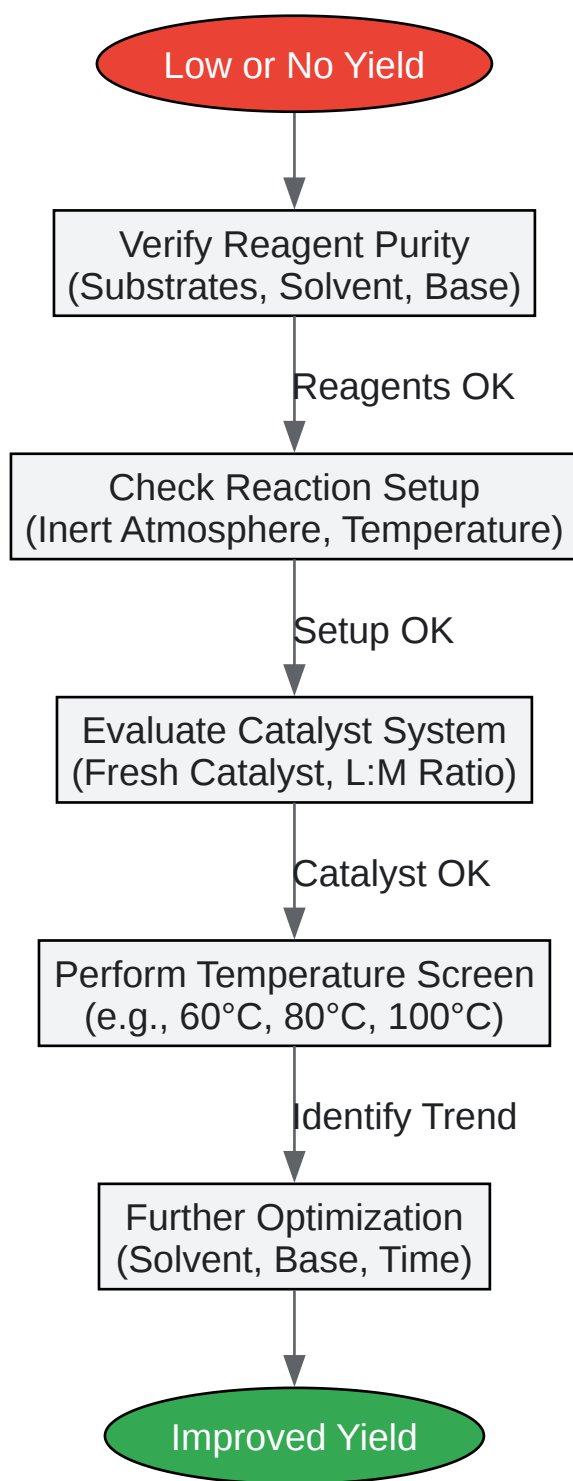 Low or No Yield
Verify Reagent Purity
(Substrates, Solvent, Base)
Reagents OK
Check Reaction Setup
(Inert Atmosphere, Temperature)
Setup OK
Evaluate Catalyst System
(Fresh Catalyst, L:M Ratio)
Catalyst OK
Perform Temperature Screen
(e.g., 60°C, 80°C, 100°C)
Identify Trend
Further Optimization
(Solvent, Base, Time)
Improved Yield